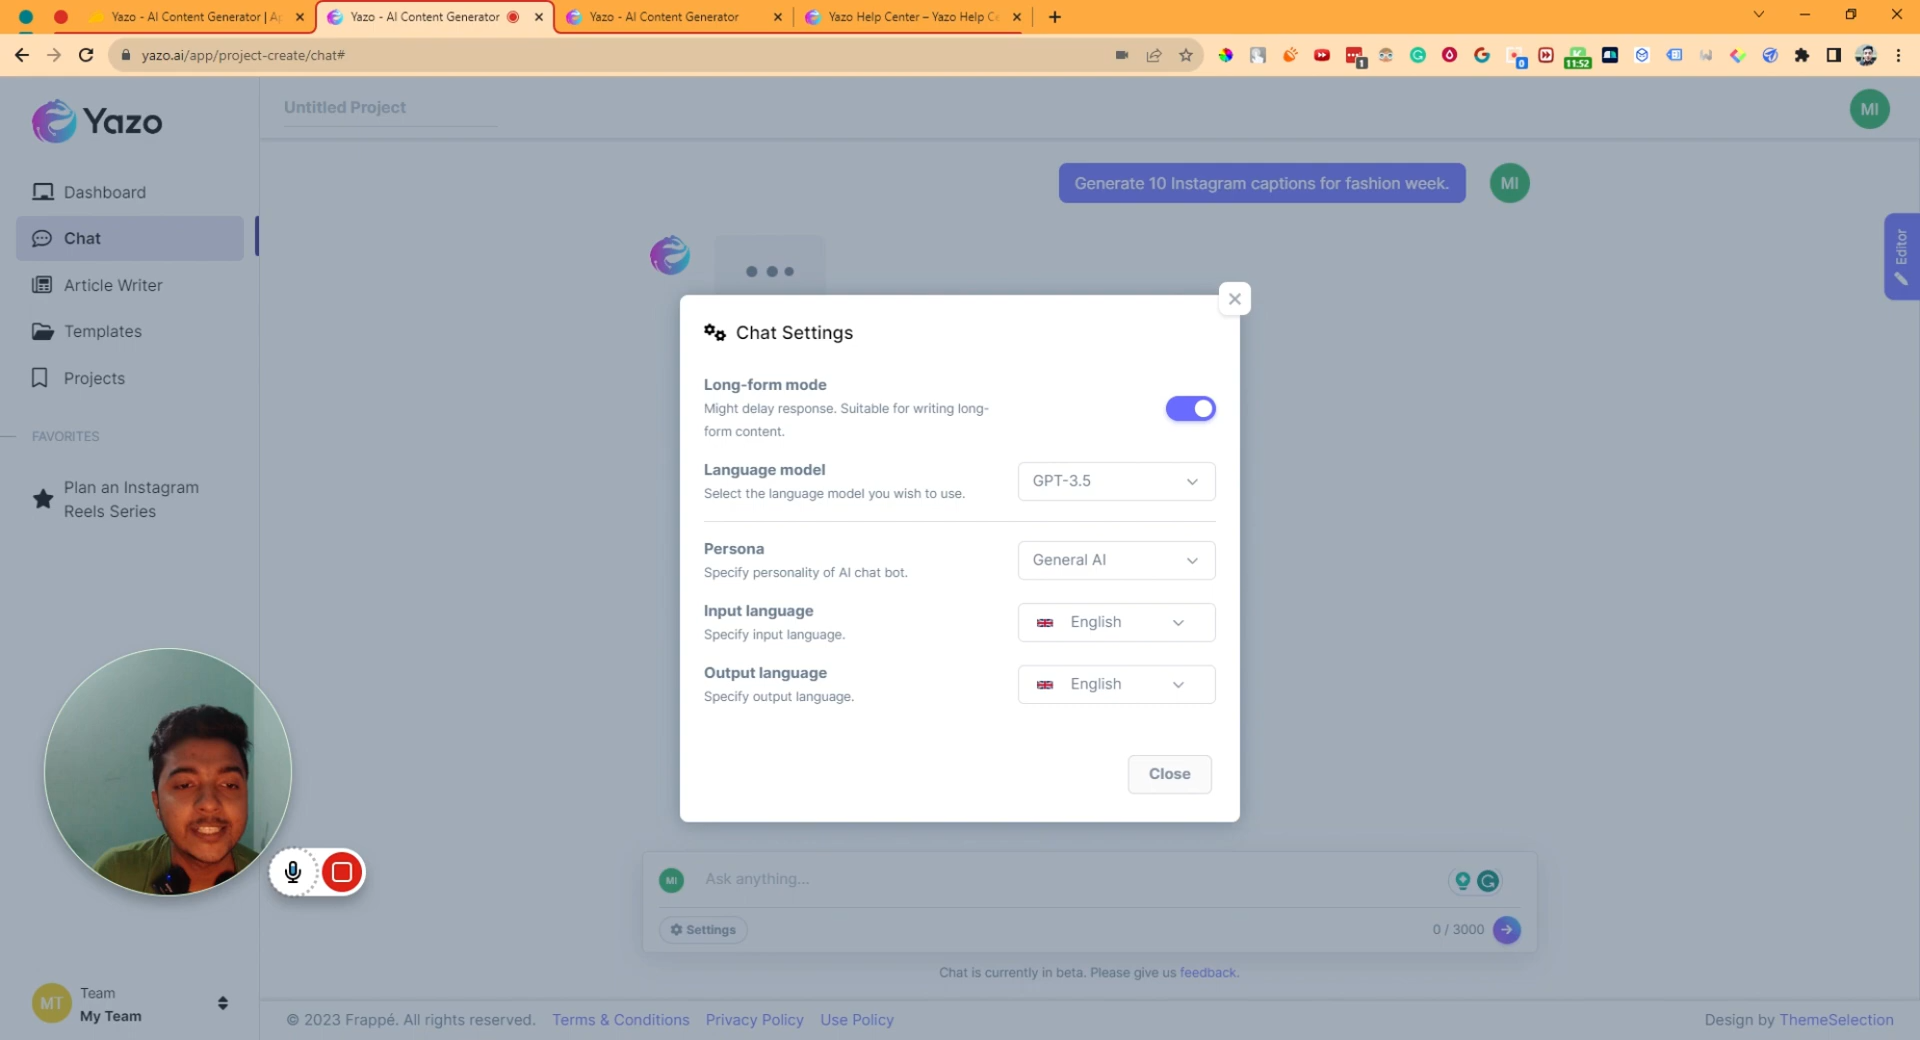 Yazo - AI Content Generator | Ap
Yazo - AI Content Generator
Yazo - AI Content Generator
Yazo Help Center – Yazo Help Ce
yazo.ai/app/project-create/chat#
1
0
11:52
Yazo
Untitled Project
MI
Dashboard
Chat
Article Writer
Templates
Projects
FAVORITES
Plan an Instagram
Reels Series
Generate 10 Instagram captions for fashion week.
MI
Editor
Chat Settings
Long-form mode
Might delay response. Suitable for writing long-
form content.
Language model
Select the language model you wish to use.
GPT-3.5
Persona
Specify personality of AI chat bot.
General AI
Input language
Specify input language.
English
Output language
Specify output language.
English
Close
MI
Ask anything...
Settings
0 / 3000
Chat is currently in beta. Please give us feedback.
MT
Team
My Team
© 2023 Frappé. All rights reserved. Terms & Conditions Privacy Policy Use Policy
Design by ThemeSelection